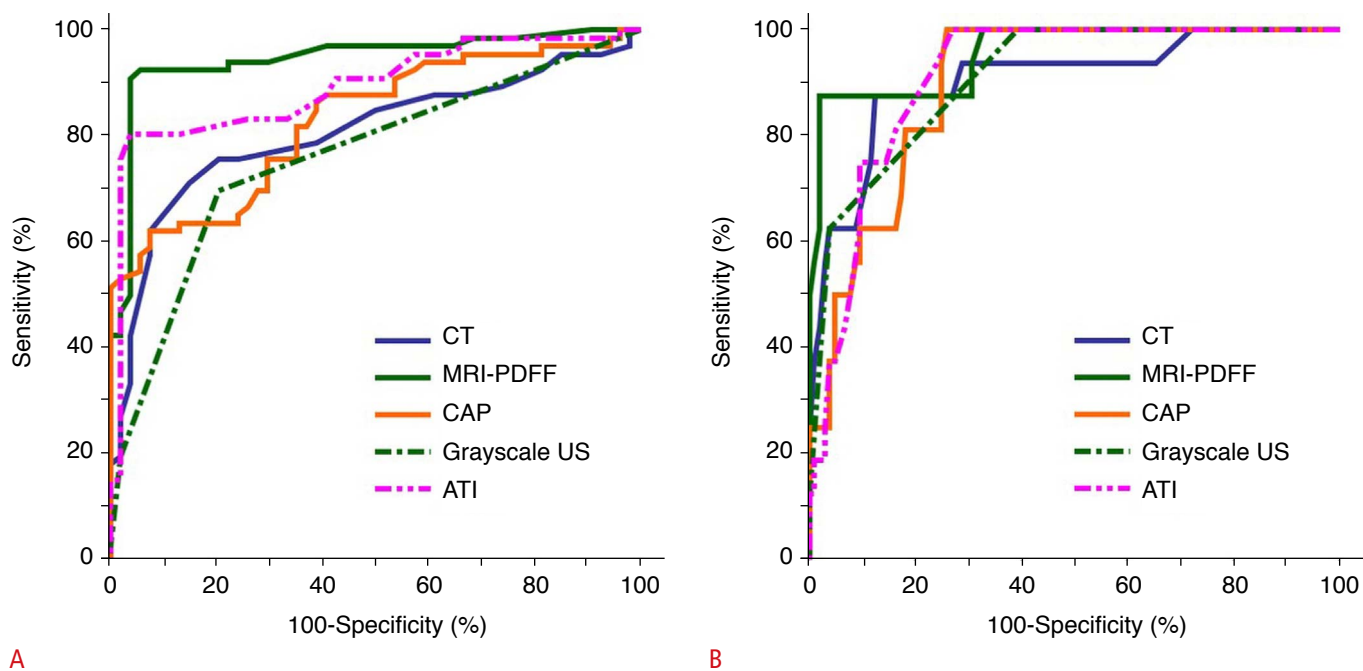 100
80
60
40
20
0
Sensitivity (%)
0 20 40 60 80 100
100-Specificity (%)
CT
MRI-PDFF
CAP
Grayscale US
ATI
A
100
80
60
40
20
0
Sensitivity (%)
0 20 40 60 80 100
100-Specificity (%)
CT
MRI-PDFF
CAP
Grayscale US
ATI
B